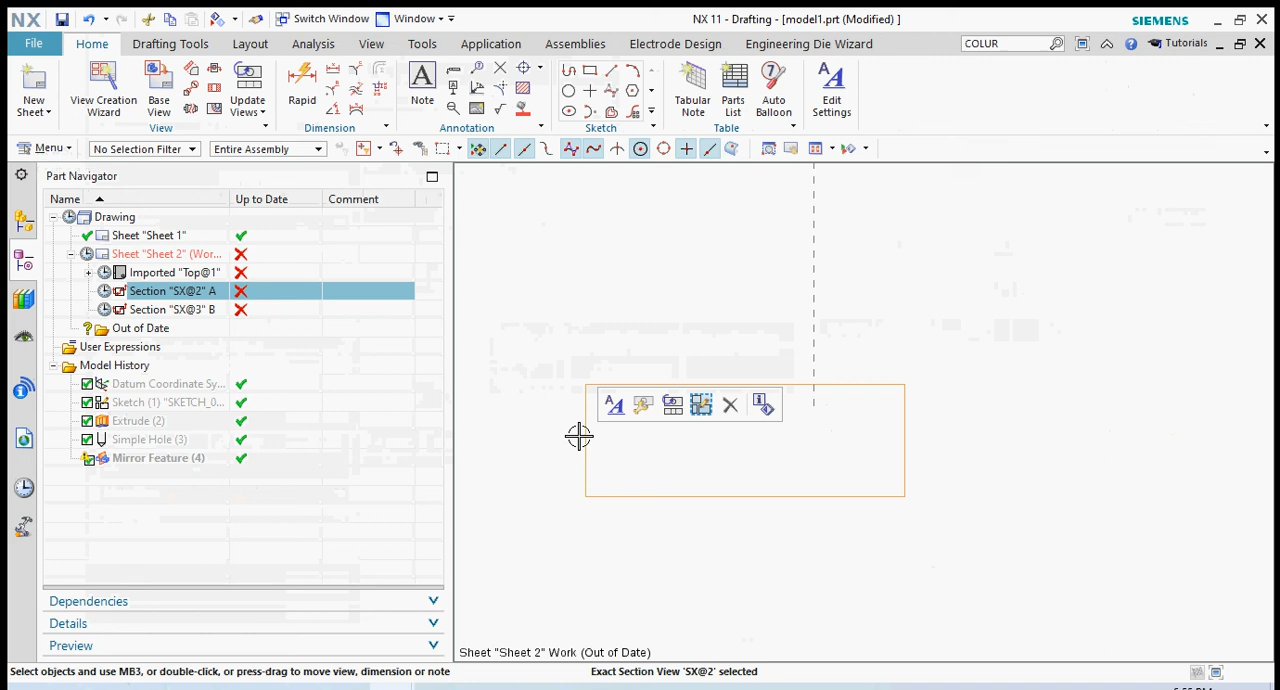 NX Switch Window Window NX 11 - Drafting - [model1.prt (Modified) ] SIEMENS
File Home Drafting Tools Layout Analysis View Tools Application Assemblies Electrode Design Engineering Die Wizard COLUR Tutorials
New Sheet View Creation Wizard Base View Update Views Rapid Note Tabular Note Parts List Auto Balloon Edit Settings
View Dimension Annotation Sketch Table
Menu No Selection Filter Entire Assembly
Part Navigator
Name Up to Date Comment
Drawing
Sheet "Sheet 1"
Sheet "Sheet 2" (Wor...
Imported "Top@1"
Section "SX@2" A
Section "SX@3" B
Out of Date
User Expressions
Model History
Datum Coordinate Sy...
Sketch (1) "SKETCH_0...
Extrude (2)
Simple Hole (3)
Mirror Feature (4)
Dependencies
Details
Preview
Sheet "Sheet 2" Work (Out of Date)
Select objects and use MB3, or double-click, or press-drag to move view, dimension or note Exact Section View 'SX@2' selected